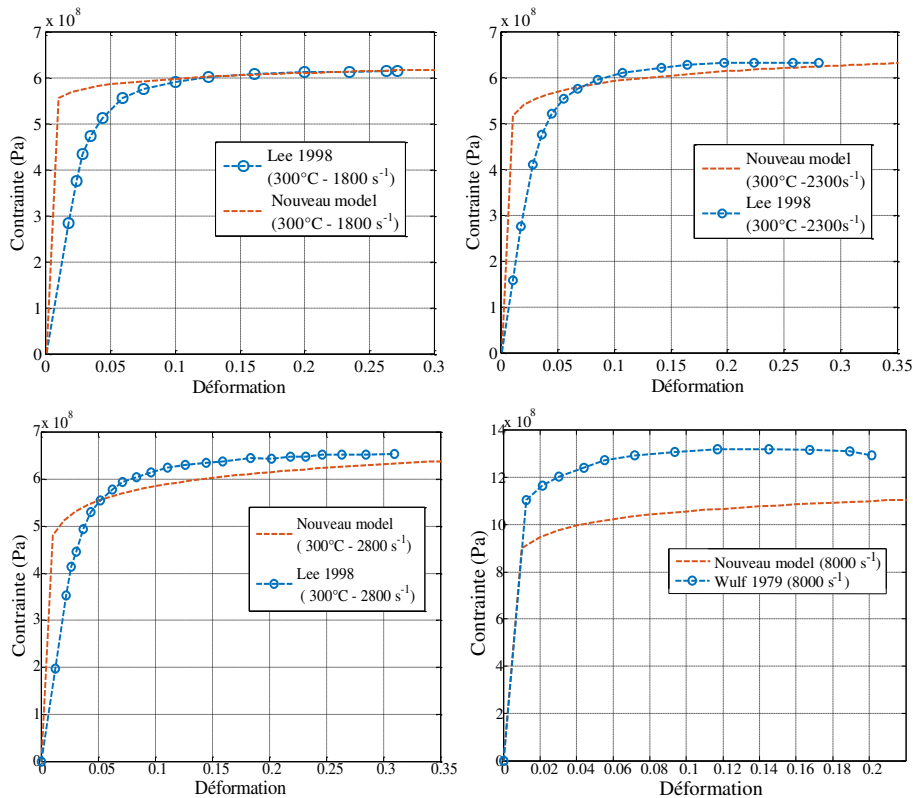 x 10^8
7
6
5
4
3
2
1
0
Contrainte (Pa)
Lee 1998
(300°C - 1800 s^-1)
Nouveau model
(300°C - 1800 s^-1)
0 0.05 0.1 0.15 0.2 0.25 0.3
Déformation
x 10^8
7
6
5
4
3
2
1
0
Contrainte (Pa)
Nouveau model
(300°C -2300s^-1)
Lee 1998
(300°C -2300s^-1)
0 0.05 0.1 0.15 0.2 0.25 0.3 0.35
Déformation
x 10^8
7
6
5
4
3
2
1
0
Contrainte (Pa)
Nouveau model
( 300°C - 2800 s^-1)
Lee 1998
( 300°C - 2800 s^-1)
0 0.05 0.1 0.15 0.2 0.25 0.3 0.35
Déformation
x 10^8
14
12
10
8
6
4
2
0
Contrainte (Pa)
Nouveau model (8000 s^-1)
Wulf 1979 (8000 s^-1)
0 0.02 0.04 0.06 0.08 0.1 0.12 0.14 0.16 0.18 0.2
Déformation